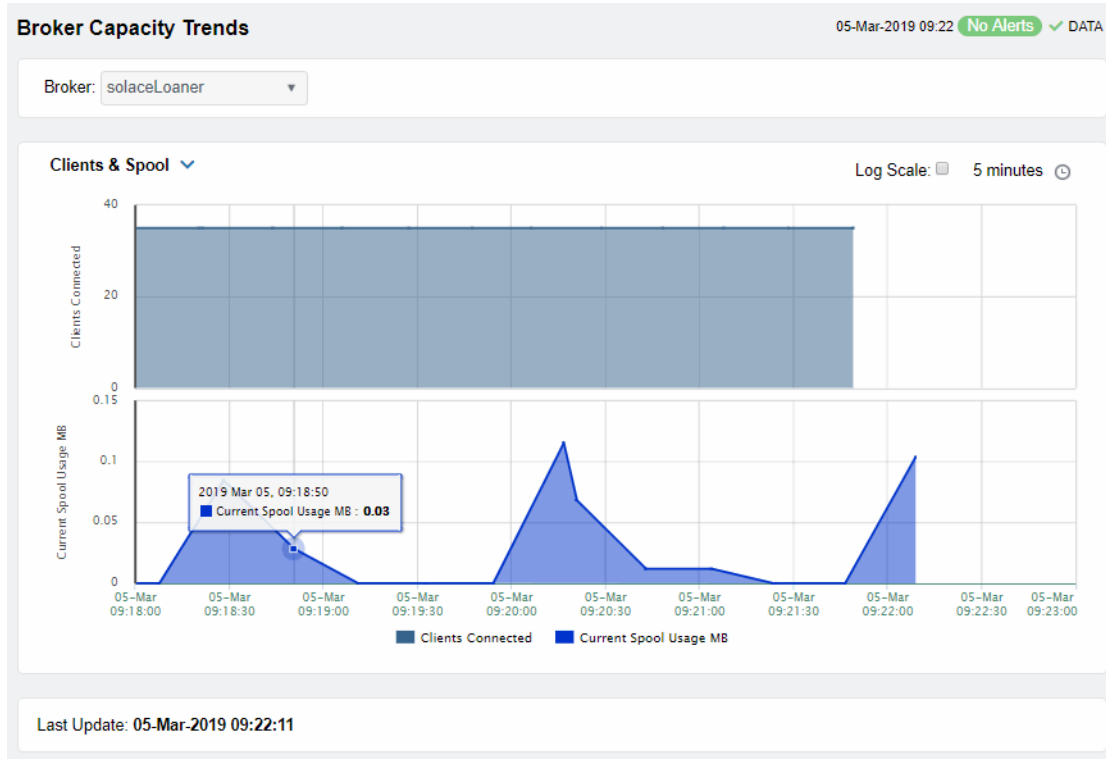 Broker Capacity Trends
05-Mar-2019 09:22 No Alerts DATA
Broker: solaceLoaner
Clients & Spool
Log Scale: 5 minutes
40
20
0
Clients Connected
0.15
0.1
0.05
0
Current Spool Usage MB
2019 Mar 05, 09:18:50
Current Spool Usage MB : 0.03
05-Mar 05-Mar 05-Mar 05-Mar 05-Mar 05-Mar 05-Mar 05-Mar 05-Mar 05-Mar 05-Mar
09:18:00 09:18:30 09:19:00 09:19:30 09:20:00 09:20:30 09:21:00 09:21:30 09:22:00 09:22:30 09:23:00
Clients Connected Current Spool Usage MB
Last Update: 05-Mar-2019 09:22:11